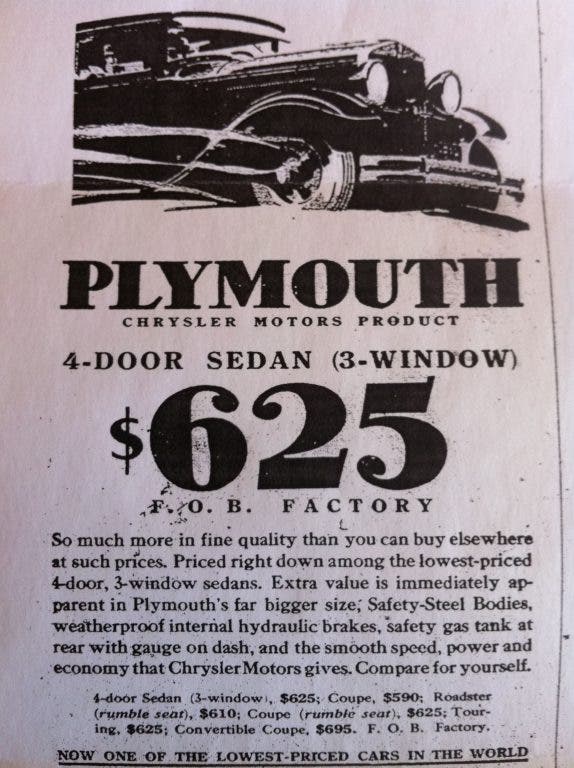 PLYMOUTH
CHRYSLER MOTORS PRODUCT
4-DOOR SEDAN (3-WINDOW)
$625
F. O. B. FACTORY
So much more in fine quality than you can buy elsewhere
at such prices. Priced right down among the lowest-priced
4-door, 3-window sedans. Extra value is immediately ap-
parent in Plymouth's far bigger size, Safety-Steel Bodies,
weatherproof internal hydraulic brakes, safety gas tank at
rear with gauge on dash, and the smooth speed, power and
economy that Chrysler Motors gives. Compare for yourself.
4-door Sedan (3-window), $625; Coupe, $590; Roadster
(rumble seat), $610; Coupe (rumble seat), $625; Tour-
ing, $625; Convertible Coupe, $695. F. O. B. Factory.
NOW ONE OF THE LOWEST-PRICED CARS IN THE WORLD